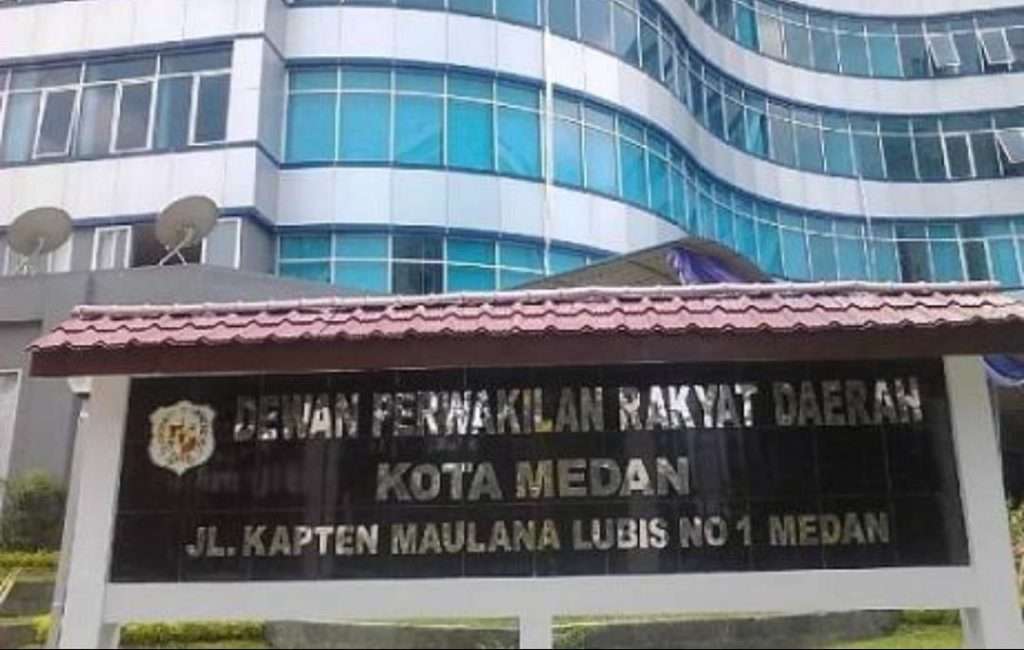 DEWAN PERWAKILAN RAKYAT DAERAH
KOTA MEDAN
JL. KAPTEN MAULANA LUBIS NO 1 MEDAN